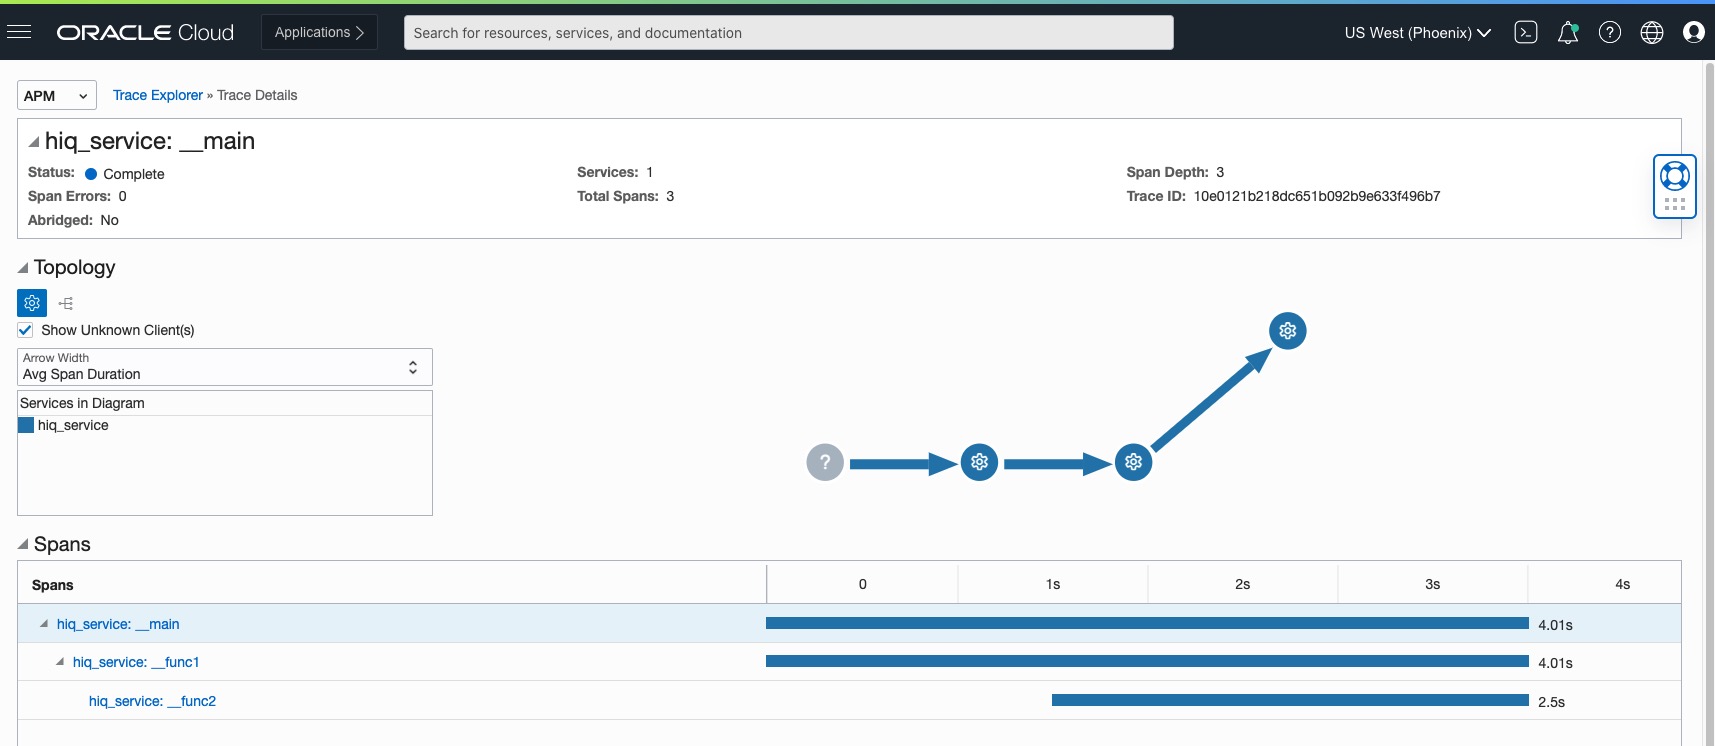 ORACLE Cloud Applications Search for resources, services, and documentation US West (Phoenix)
APM Trace Explorer » Trace Details
hiq_service: __main
Status: Complete Services: 1 Span Depth: 3
Span Errors: 0 Total Spans: 3 Trace ID: 10e0121b218dc651b092b9e633f496b7
Abridged: No
Topology
Show Unknown Client(s)
Arrow Width
Avg Span Duration
Services in Diagram
hiq_service
?
Spans
Spans 0 1s 2s 3s 4s
hiq_service: __main 4.01s
hiq_service: __func1 4.01s
hiq_service: __func2 2.5s